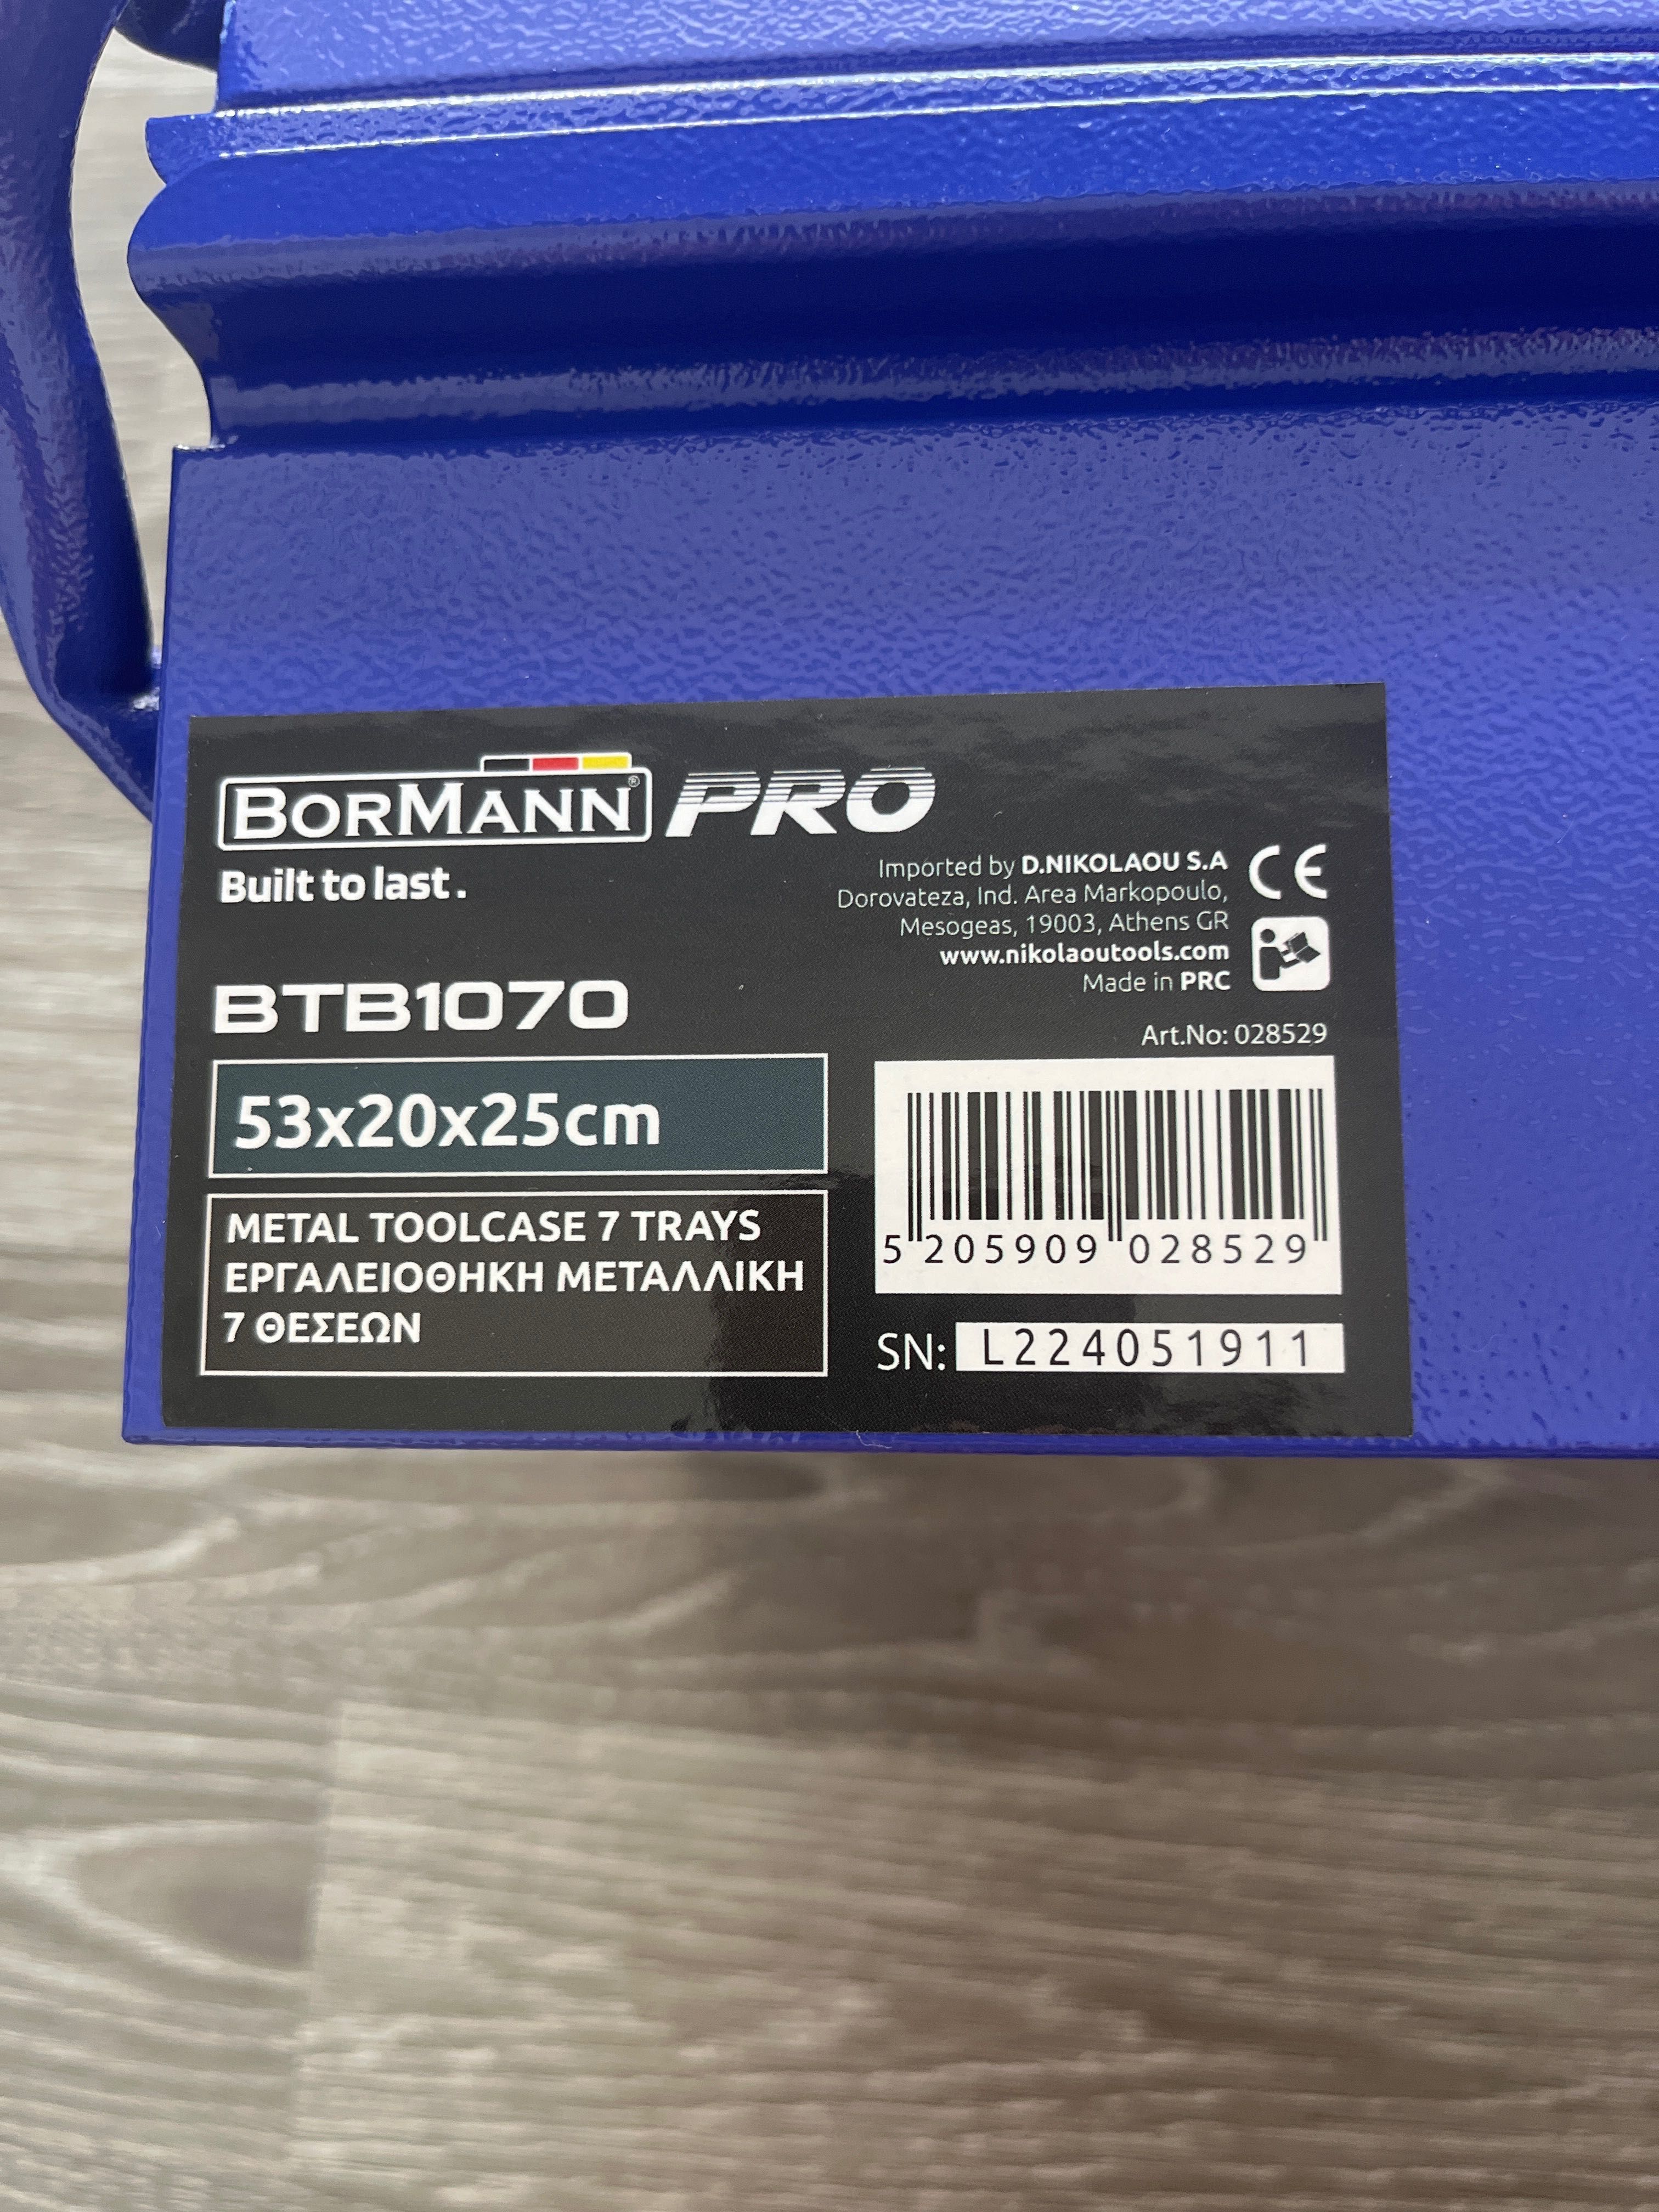 BORMANN® PRO
Built to last.
Imported by D.NIKOLAOU S.A
Dorovateza, Ind. Area Markopoulo,
Mesogeas, 19003, Athens GR
www.nikolaoutools.com
Made in PRC
CE
BTB1070
Art.No: 028529
53x20x25cm
METAL TOOLCASE 7 TRAYS
ΕΡΓΑΛΕΙΟΘΗΚΗ ΜΕΤΑΛΛΙΚΗ
7 ΘΕΣΕΩΝ
5 205909 028529
SN: L224051911